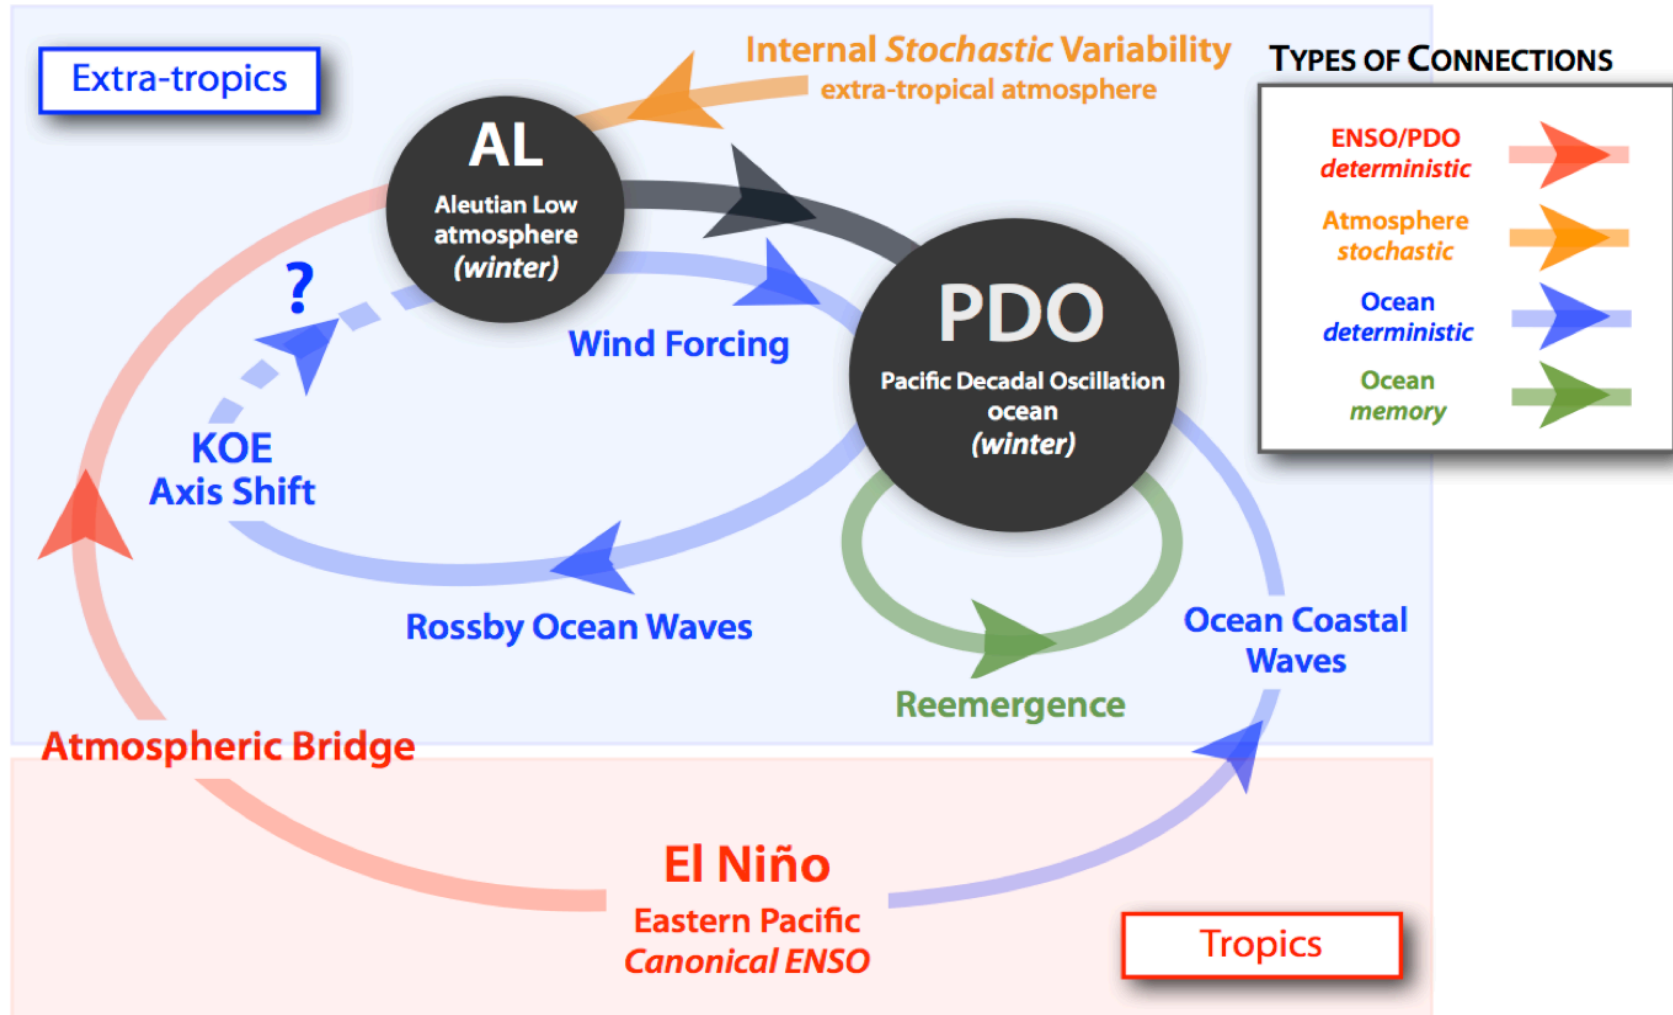 Extra-tropics
Internal Stochastic Variability
extra-tropical atmosphere
TYPES OF CONNECTIONS
ENSO/PDO
deterministic
Atmosphere
stochastic
Ocean
deterministic
Ocean
memory
AL
Aleutian Low
atmosphere
(winter)
?
Wind Forcing
PDO
Pacific Decadal Oscillation
ocean
(winter)
KOE
Axis Shift
Rossby Ocean Waves
Ocean Coastal
Waves
Reemergence
Atmospheric Bridge
El Niño
Eastern Pacific
Canonical ENSO
Tropics